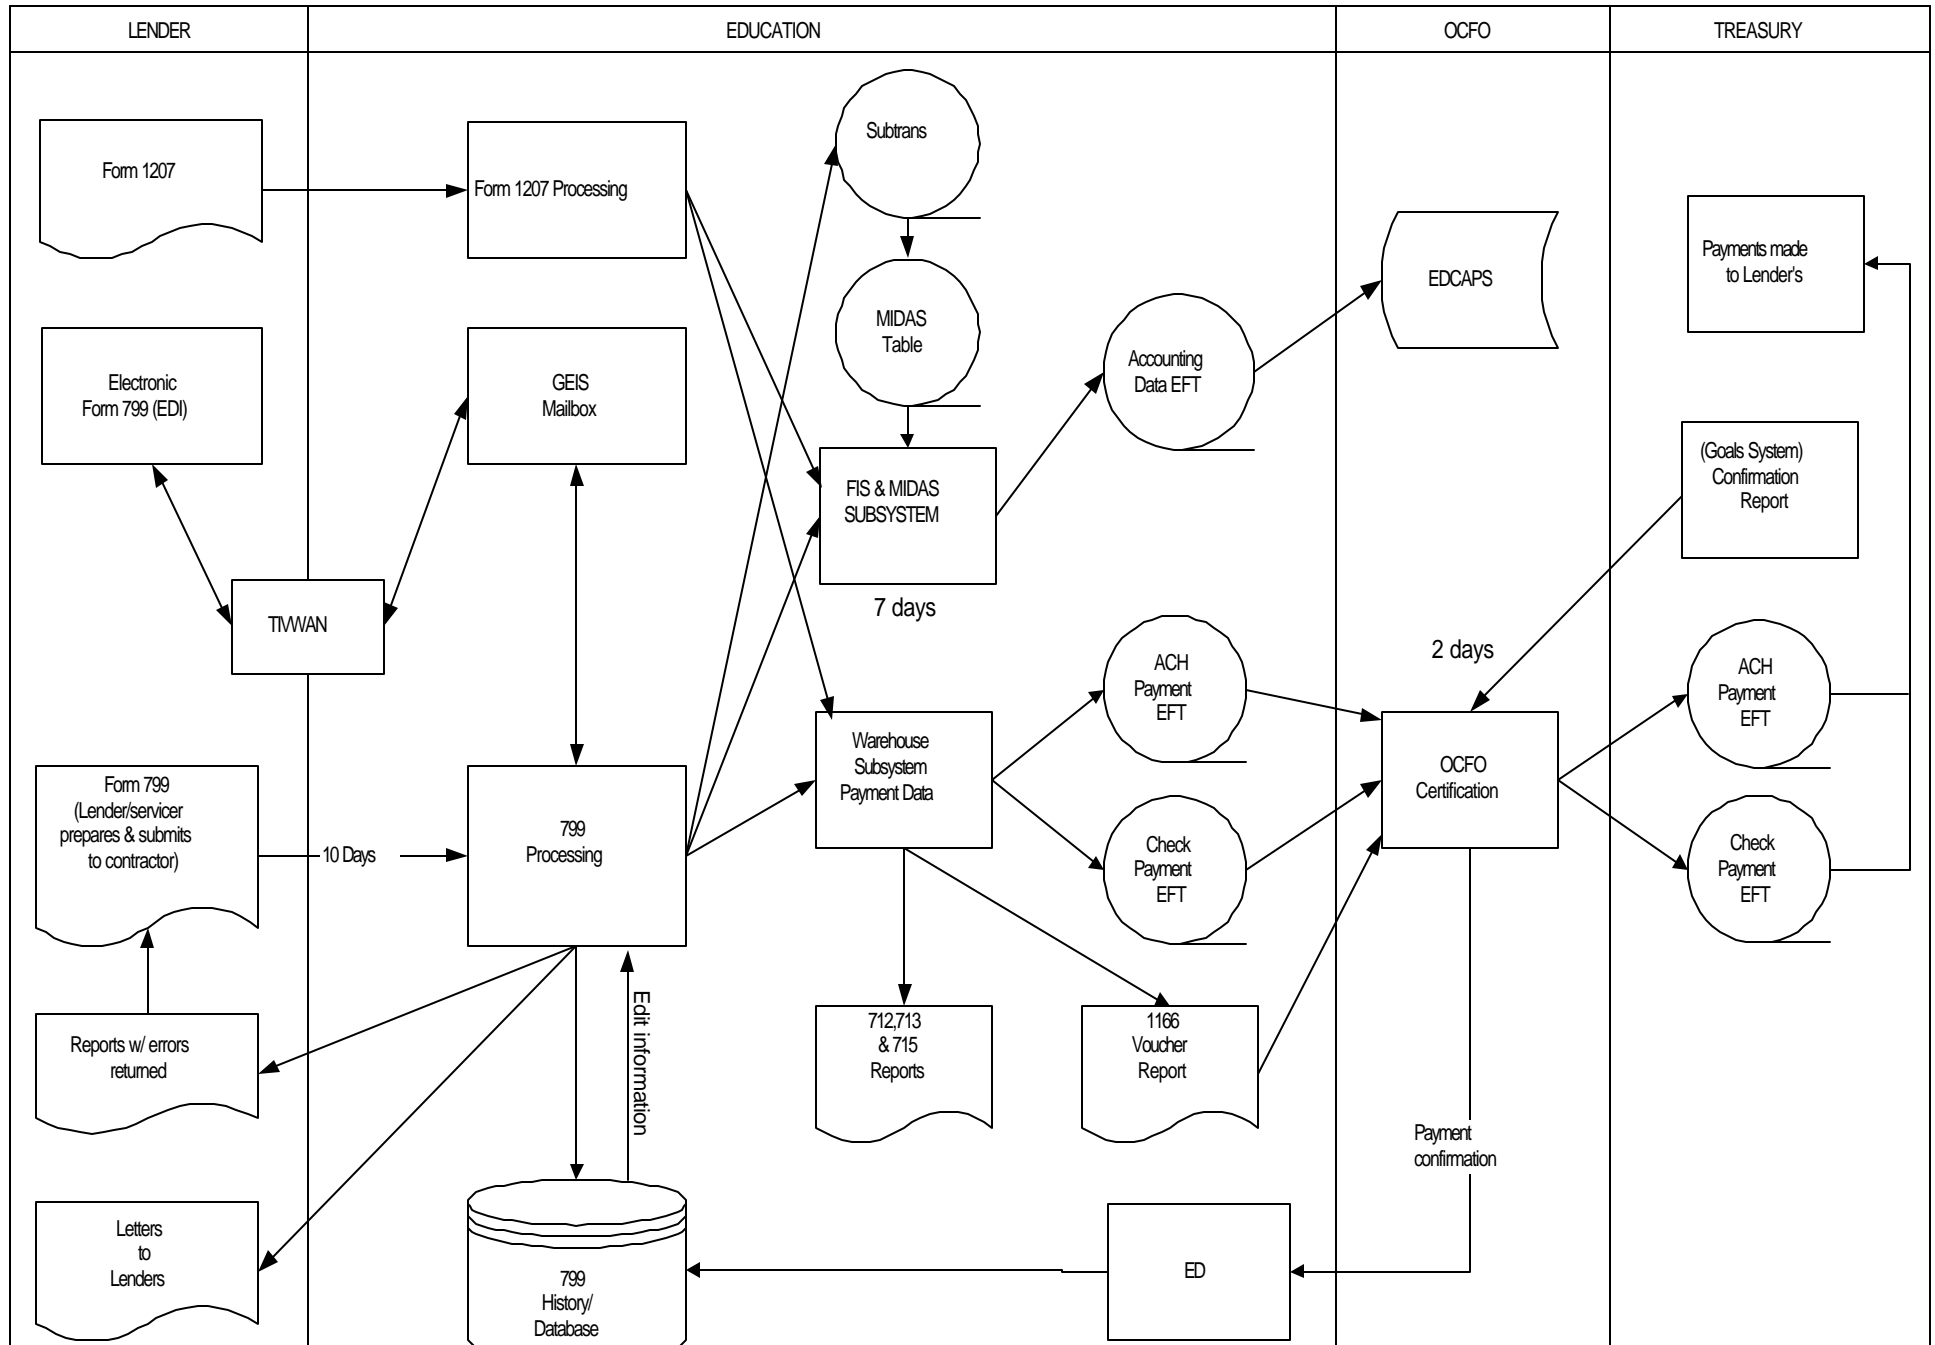 LENDER
EDUCATION
OCFO
TREASURY
Form 1207
Form 1207 Processing
Subtrans
MIDAS
Table
Accounting
Data EFT
EDCAPS
Payments made
to Lender's
Electronic
Form 799 (EDI)
GEIS
Mailbox
FIS & MIDAS
SUBSYSTEM
7 days
(Goals System)
Confirmation
Report
TIVWAN
2 days
ACH
Payment
EFT
ACH
Payment
EFT
Form 799
(Lender/servicer
prepares & submits
to contractor)
10 Days
799
Processing
Warehouse
Subsystem
Payment Data
OCFO
Certification
Check
Payment
EFT
Check
Payment
EFT
Reports w/ errors
returned
Edit information
712,713
& 715
Reports
1166
Voucher
Report
Payment
confirmation
Letters
to
Lenders
799
History/
Database
ED